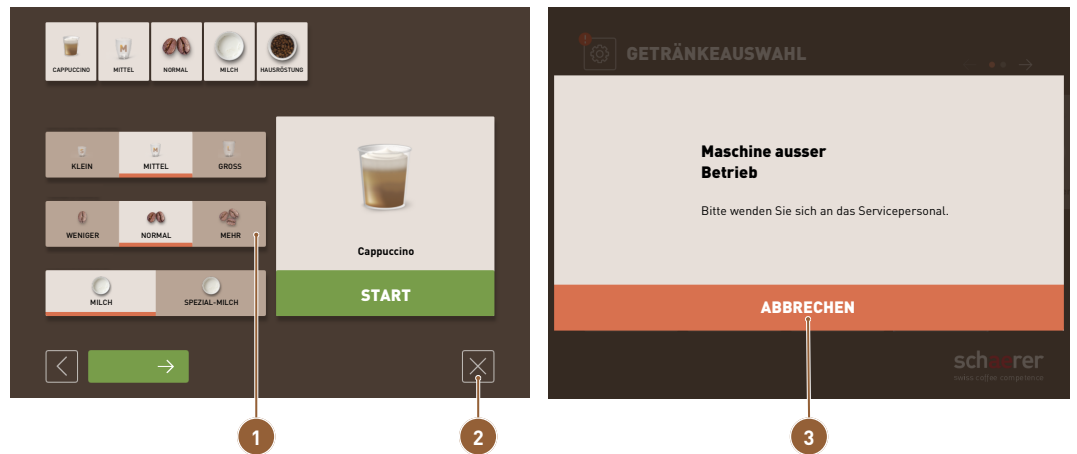 CAPPUCCINO
MITTEL
NORMAL
MILCH
HAUSRÖSTUNG
KLEIN
MITTEL
GROSS
WENIGER
NORMAL
MEHR
MILCH
SPEZIAL-MILCH
Cappuccino
START
1
2
GETRÄNKEAUSWAHL
Maschine ausser
Betrieb
Bitte wenden Sie sich an das Servicepersonal.
ABBRECHEN
schaerer
swiss coffee competence
3